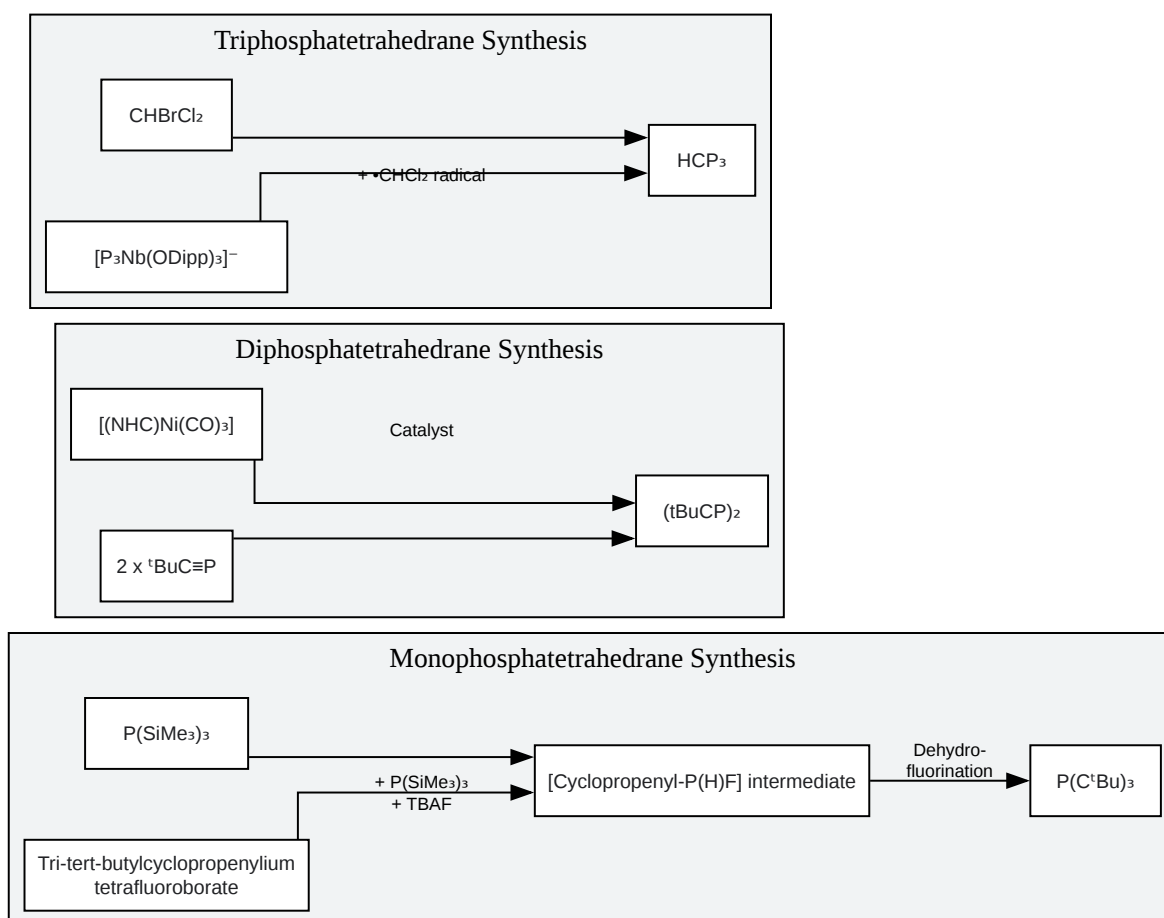 Triphosphatetrahedrane Synthesis
CHBrCl₂
HCP₃
+ •CHCl₂ radical
[P₃Nb(ODipp)₃]⁻
Diphosphatetrahedrane Synthesis
[(NHC)Ni(CO)₃]
Catalyst
(tBuCP)₂
2 x ᵗBuC≡P
Monophosphatetrahedrane Synthesis
P(SiMe₃)₃
+ P(SiMe₃)₃
+ TBAF
[Cyclopropenyl-P(H)F] intermediate
Dehydro-
fluorination
P(CᵗBu)₃
Tri-tert-butylcyclopropenylium
tetrafluoroborate